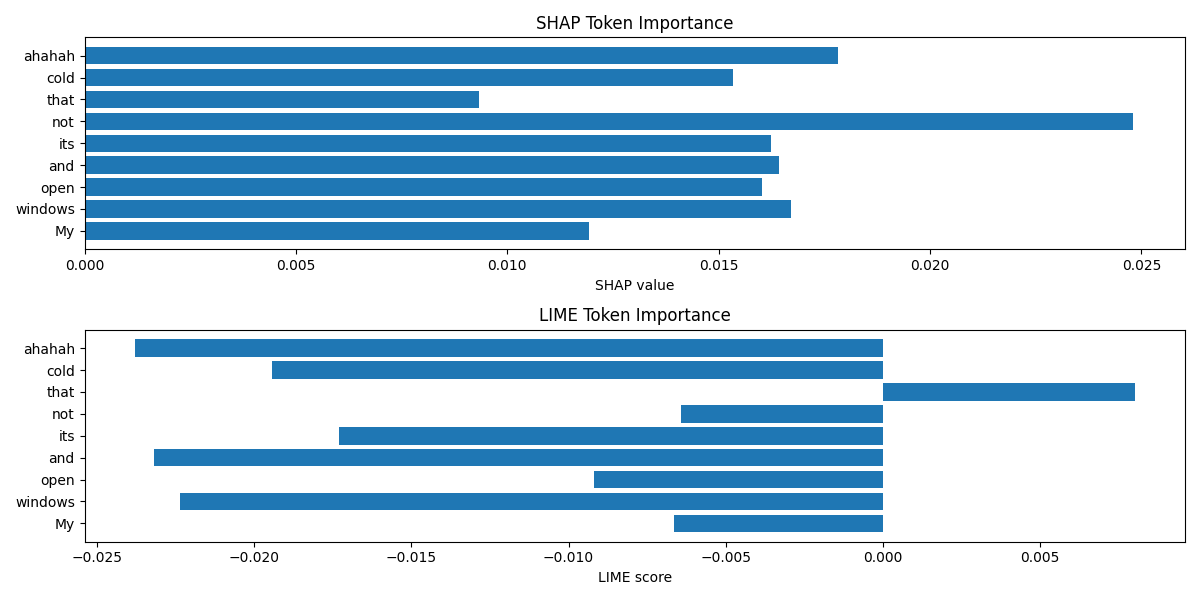 SHAP Token Importance
ahahah
cold
that
not
its
and
open
windows
My
0.000 0.005 0.010 0.015 0.020 0.025
SHAP value
LIME Token Importance
ahahah
cold
that
not
its
and
open
windows
My
−0.025 −0.020 −0.015 −0.010 −0.005 0.000 0.005
LIME score